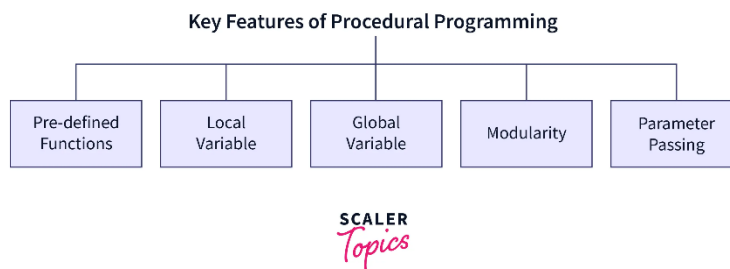 Key Features of Procedural Programming
Pre-defined
Functions
Local
Variable
Global
Variable
Modularity
Parameter
Passing
SCALER
Topics